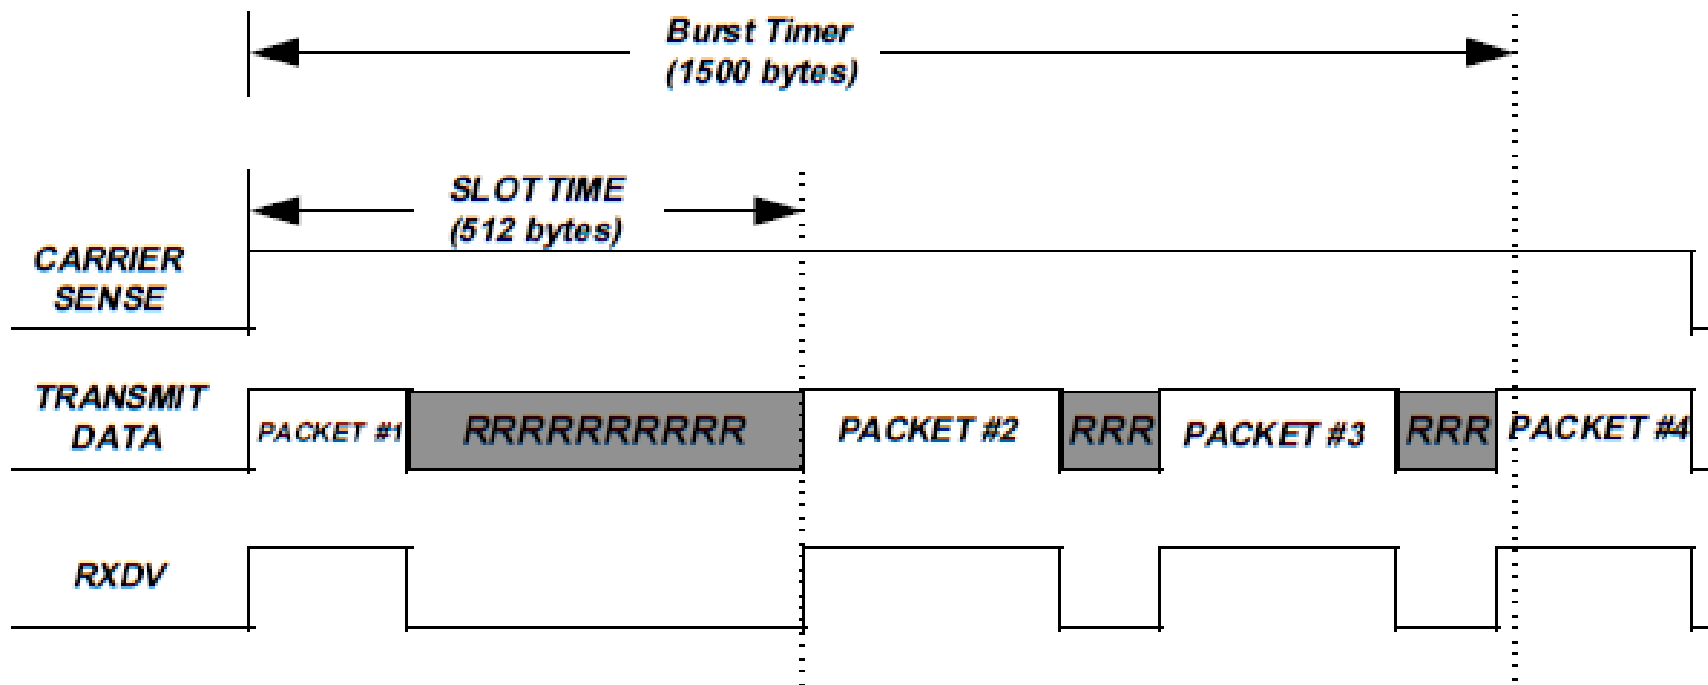 Burst Timer
(1500 bytes)
SLOT TIME
(512 bytes)
CARRIER
SENSE
TRANSMIT
DATA
PACKET #1
RRRRRRRRRR
PACKET #2
RRR
PACKET #3
RRR
PACKET #4
RXDV